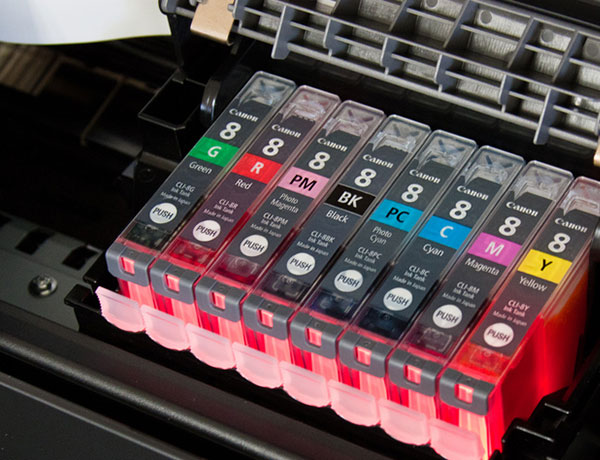 Canon
8
G
Green
CLI-8G
Ink Tank
Made in Japan
PUSH
Canon
8
R
Red
CLI-8R
Ink Tank
Made in Japan
PUSH
Canon
8
PM
Photo
Magenta
CLI-8PM
Ink Tank
Made in Japan
PUSH
Canon
8
BK
Black
CLI-8BK
Ink Tank
Made in Japan
PUSH
Canon
8
PC
Photo
Cyan
CLI-8PC
Ink Tank
Made in Japan
PUSH
Canon
8
C
Cyan
CLI-8C
Ink Tank
Made in Japan
PUSH
Canon
8
M
Magenta
CLI-8M
Ink Tank
Made in Japan
PUSH
Canon
8
Y
Yellow
CLI-8Y
Ink Tank
Made in Japan
PUSH